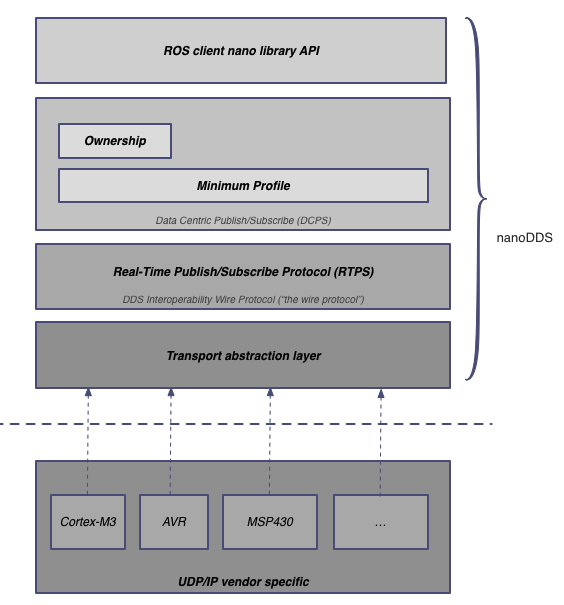 ROS client nano library API
Ownership
Minimum Profile
Data Centric Publish/Subscribe (DCPS)
nanoDDS
Real-Time Publish/Subscribe Protocol (RTPS)
DDS Interoperability Wire Protocol (“the wire protocol”)
Transport abstraction layer
Cortex-M3 AVR MSP430 ...
UDP/IP vendor specific